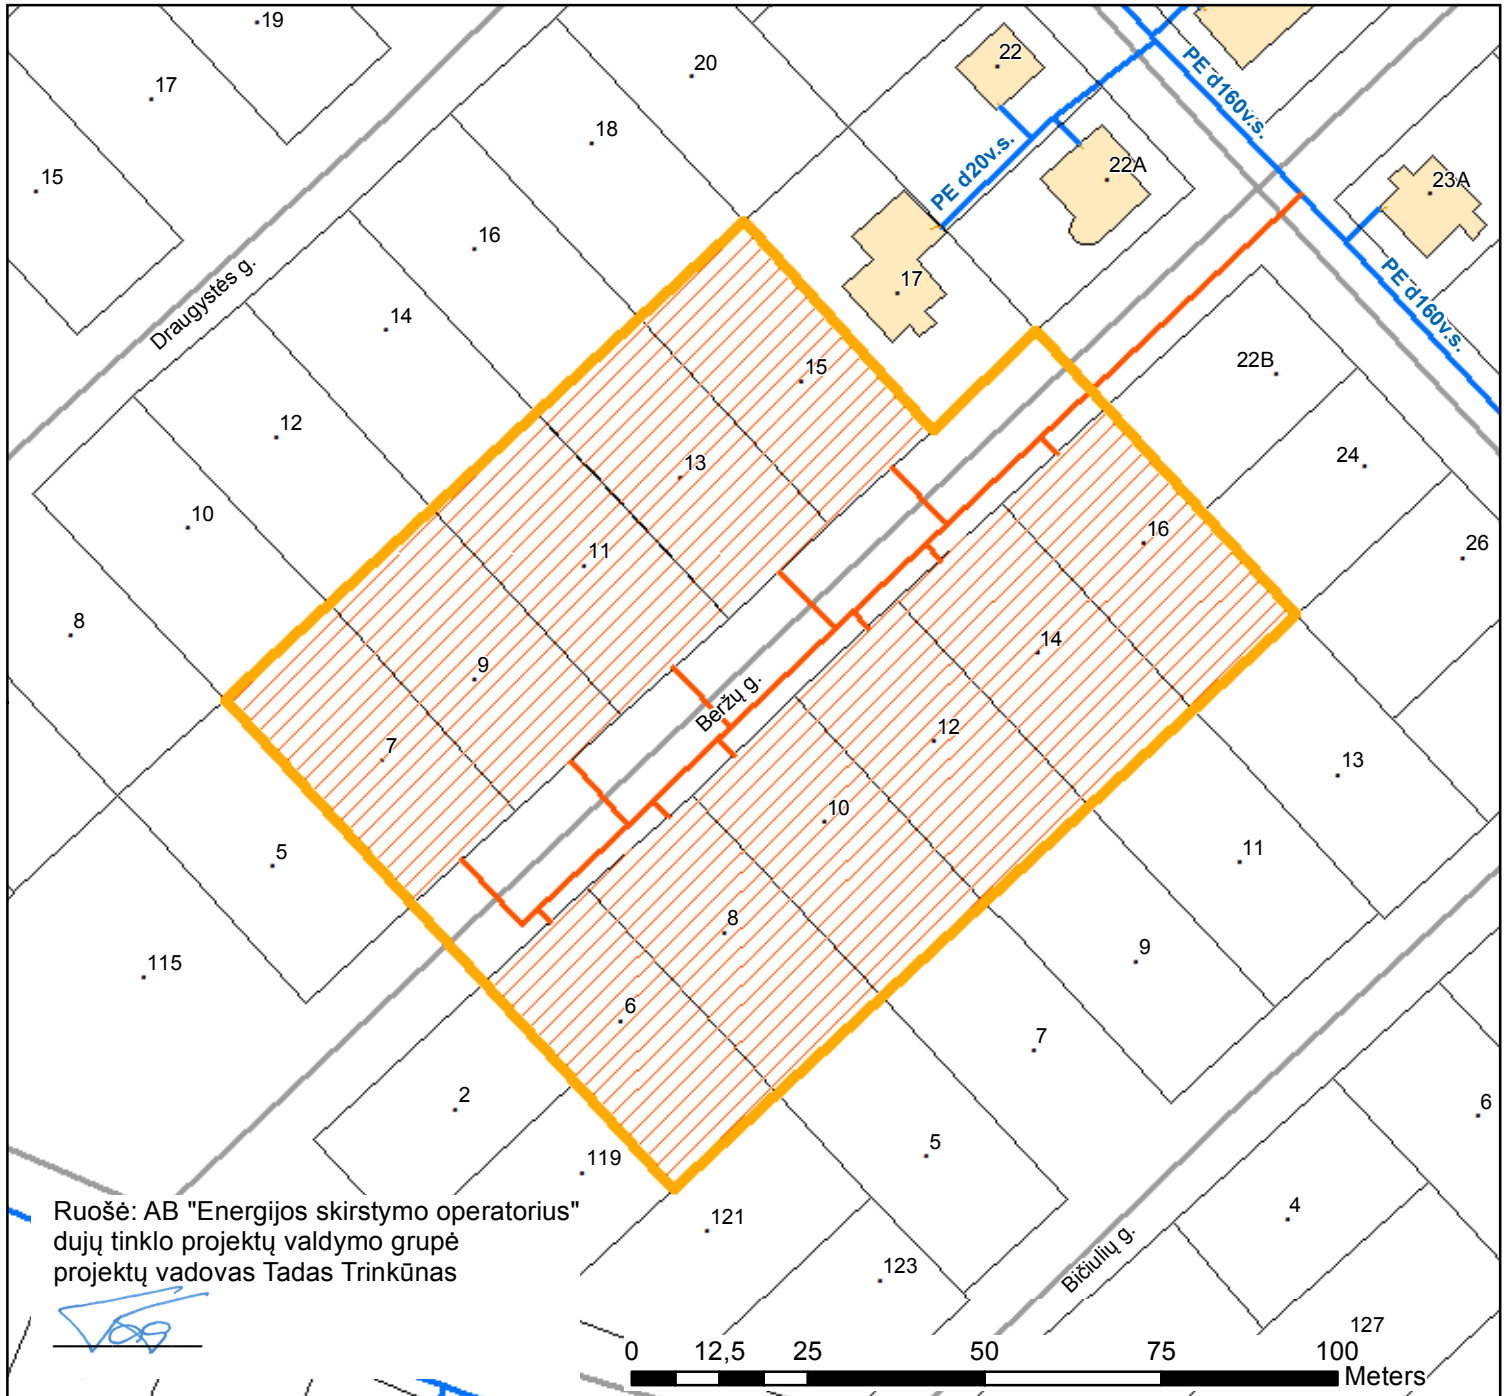 19
17
20
22
PE d160v.s.
18
PE d20v.s.
22A
15
23A
16
Draugystės g.
17
PE d160v.s.
14
15
22B
12
13
24
10
11
16
26
8
9
14
7
Beržų g.
12
13
10
5
11
8
9
115
6
7
2
6
5
119
4
121
Bičiulių g.
123
127
Ruošė: AB "Energijos skirstymo operatorius"
dujų tinklo projektų valdymo grupė
projektų vadovas Tadas Trinkūnas
0 12,5 25 50 75 100
Meters